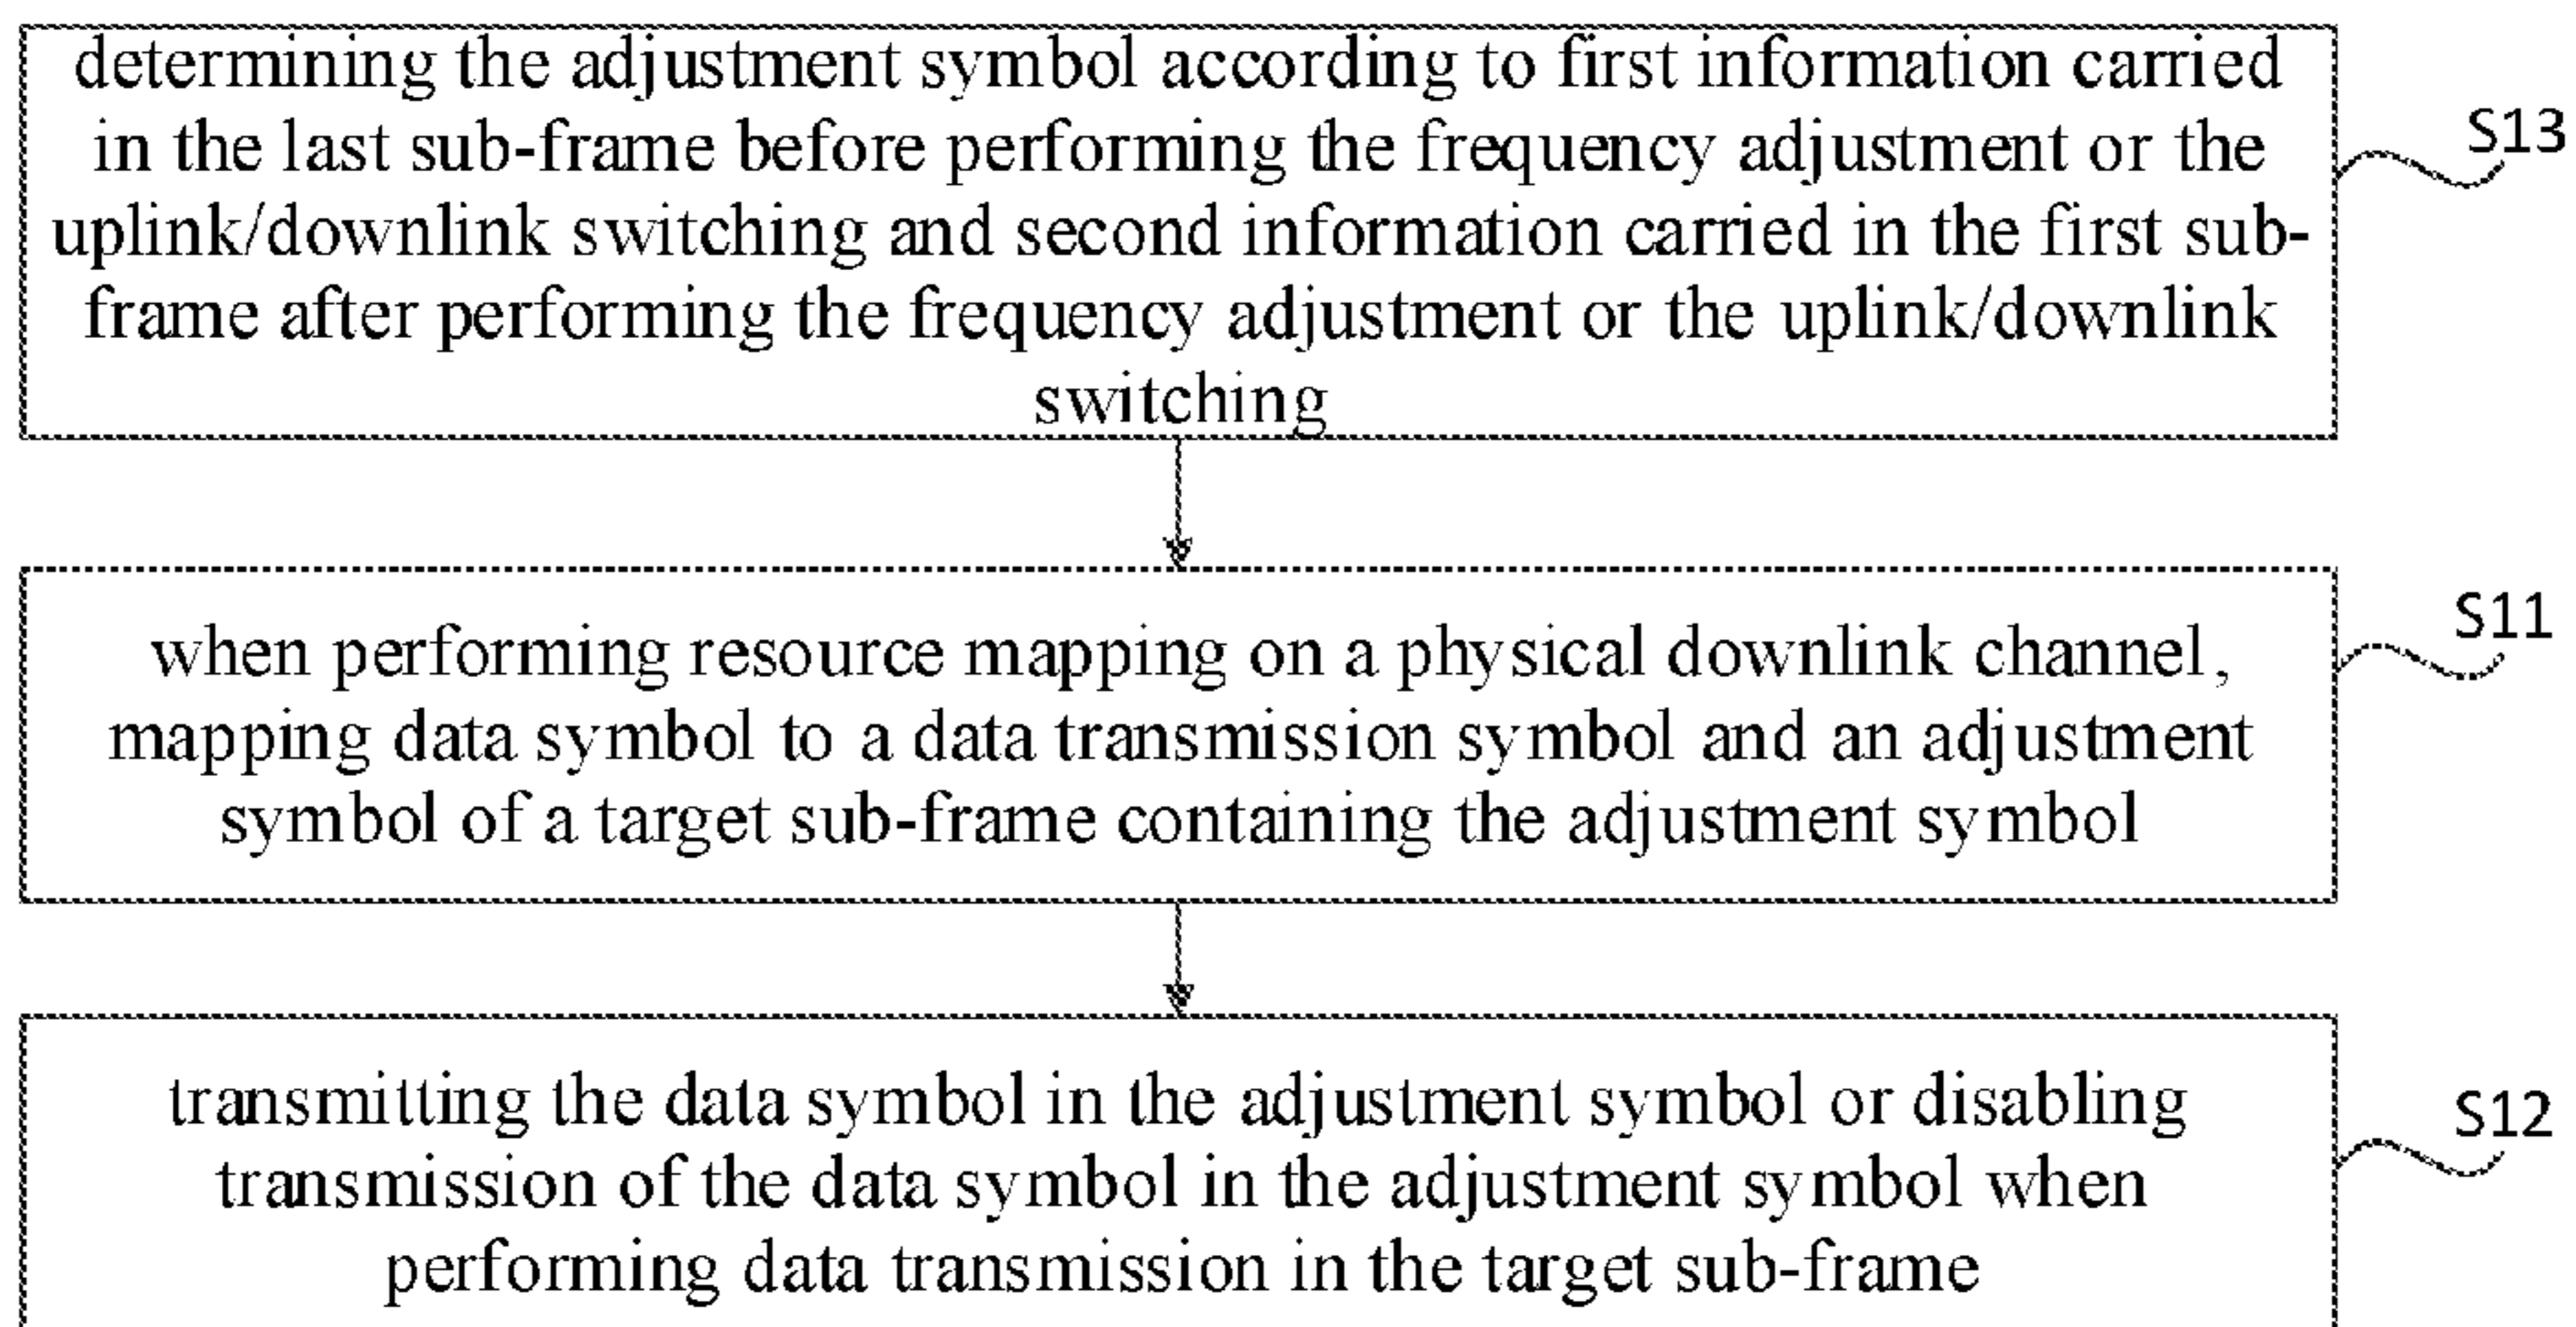 determining the adjustment symbol according to first information carried
in the last sub-frame before performing the frequency adjustment or the
uplink/downlink switching and second information carried in the first sub-
frame after performing the frequency adjustment or the uplink/downlink
switching
S13
when performing resource mapping on a physical downlink channel,
mapping data symbol to a data transmission symbol and an adjustment
symbol of a target sub-frame containing the adjustment symbol
S11
transmitting the data symbol in the adjustment symbol or disabling
transmission of the data symbol in the adjustment symbol when
performing data transmission in the target sub-frame
S12